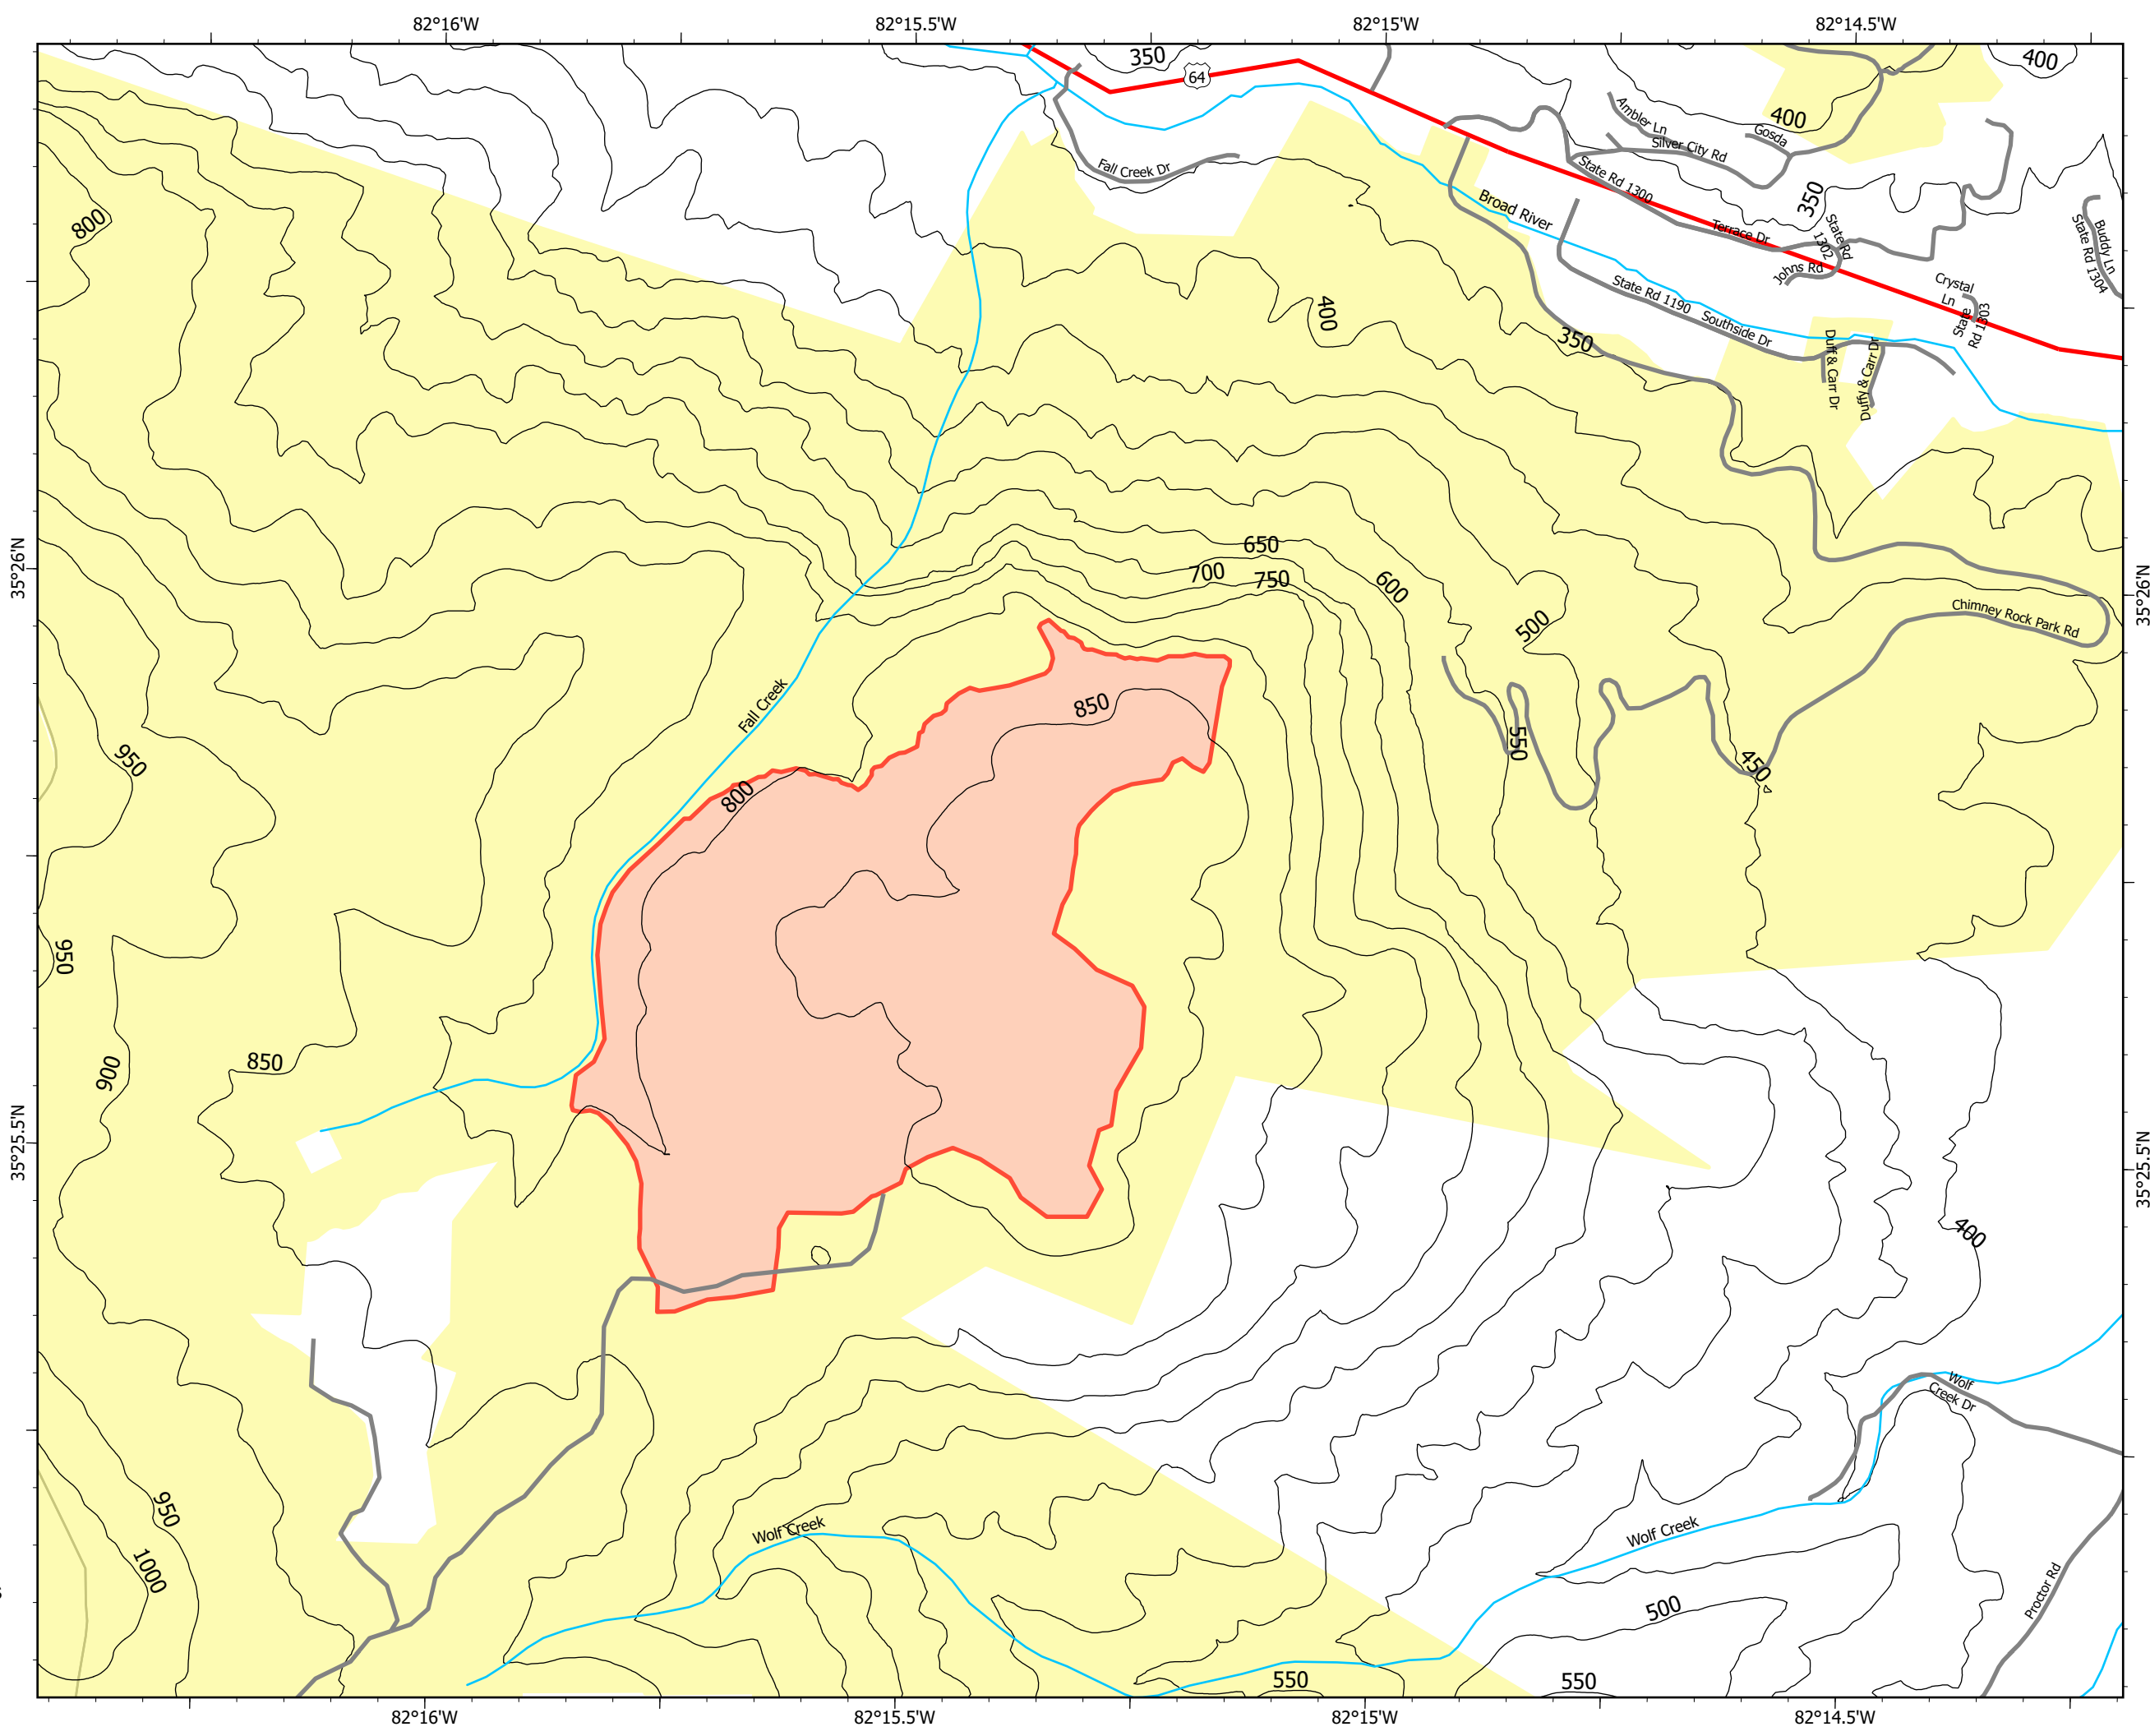 82°16'W
82°15.5'W
82°15'W
82°14.5'W
350
64
400
400
Ambler Ln
Gosda
Silver City Rd
Fall Creek Dr
State Rd 1300
800
350
Broad River
Terrace Dr
State Rd
1302
Buddy Ln
State Rd 1304
Johns Rd
State Rd 1190
Southside Dr
Crystal
Ln
State
Rd 1303
400
350
Duff & Carr Dr
Duffy & Carr Dr
35°26'N
650
700
750
600
500
35°26'N
Chimney Rock Park Rd
Fall Creek
850
550
950
450
800
950
900
850
35°25.5'N
35°25.5'N
400
Wolf
Creek Dr
950
Wolf Creek
Wolf Creek
1000
500
Proctor Rd
550
550
82°16'W
82°15.5'W
82°15'W
82°14.5'W